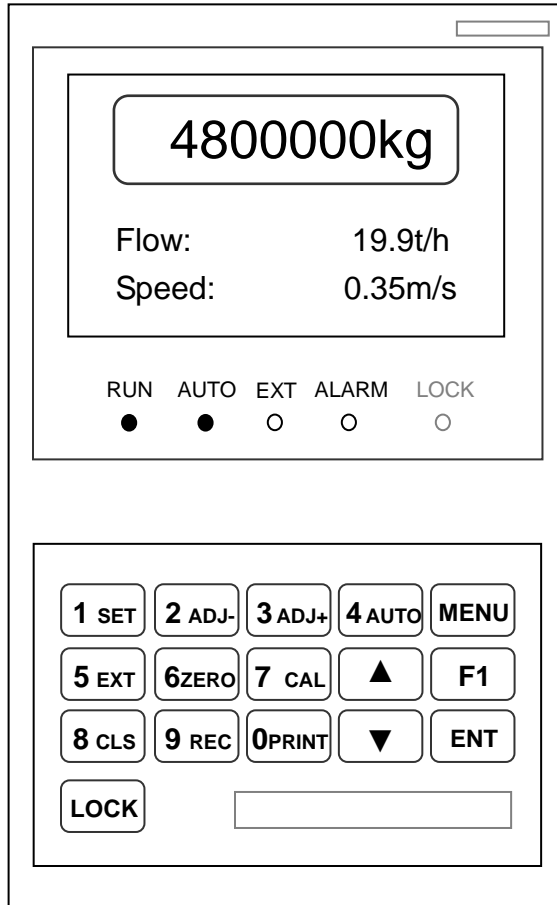 4800000kg
Flow: 19.9t/h
Speed: 0.35m/s
RUN AUTO EXT ALARM LOCK
1 SET 2 ADJ- 3 ADJ+ 4 AUTO MENU
5 EXT 6ZERO 7 CAL ▲ F1
8 CLS 9 REC 0PRINT ▼ ENT
LOCK